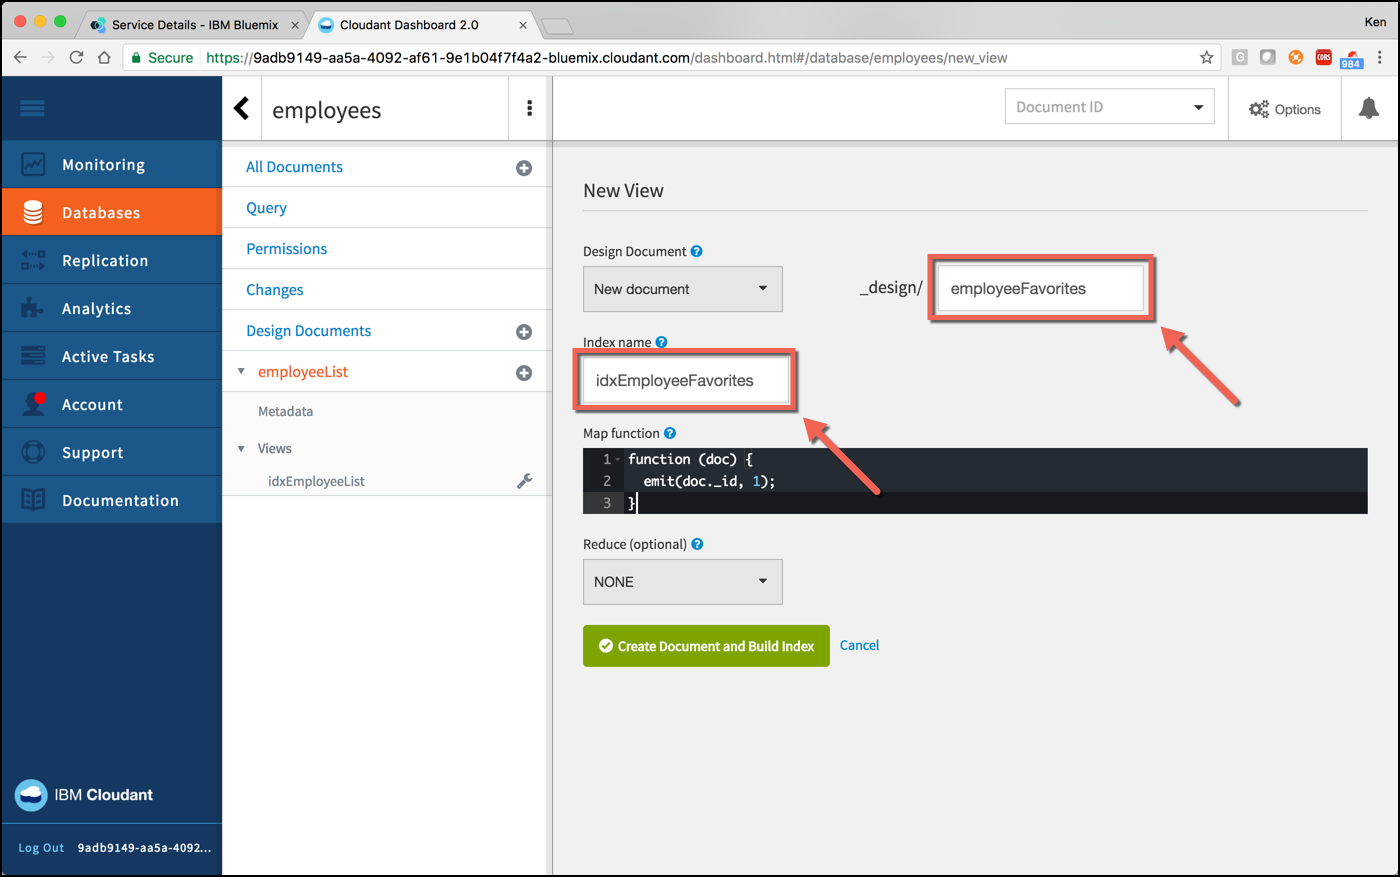 Service Details - IBM Bluemix
Cloudant Dashboard 2.0
Ken
Secure
https://9adb9149-aa5a-4092-af61-9e1b04f7f4a2-bluemix.cloudant.com/dashboard.html#/database/employees/new_view
G
CORS
984
employees
Document ID
Options
Monitoring
Databases
Replication
Analytics
Active Tasks
Account
Support
Documentation
IBM Cloudant
Log Out 9adb9149-aa5a-4092...
All Documents
Query
Permissions
Changes
Design Documents
employeeList
Metadata
Views
idxEmployeeList
New View
Design Document ?
New document
_design/ employeeFavorites
Index name ?
idxEmployeeFavorites
Map function ?
1 function (doc) {
2 emit(doc._id, 1);
3 }
Reduce (optional) ?
NONE
Create Document and Build Index
Cancel